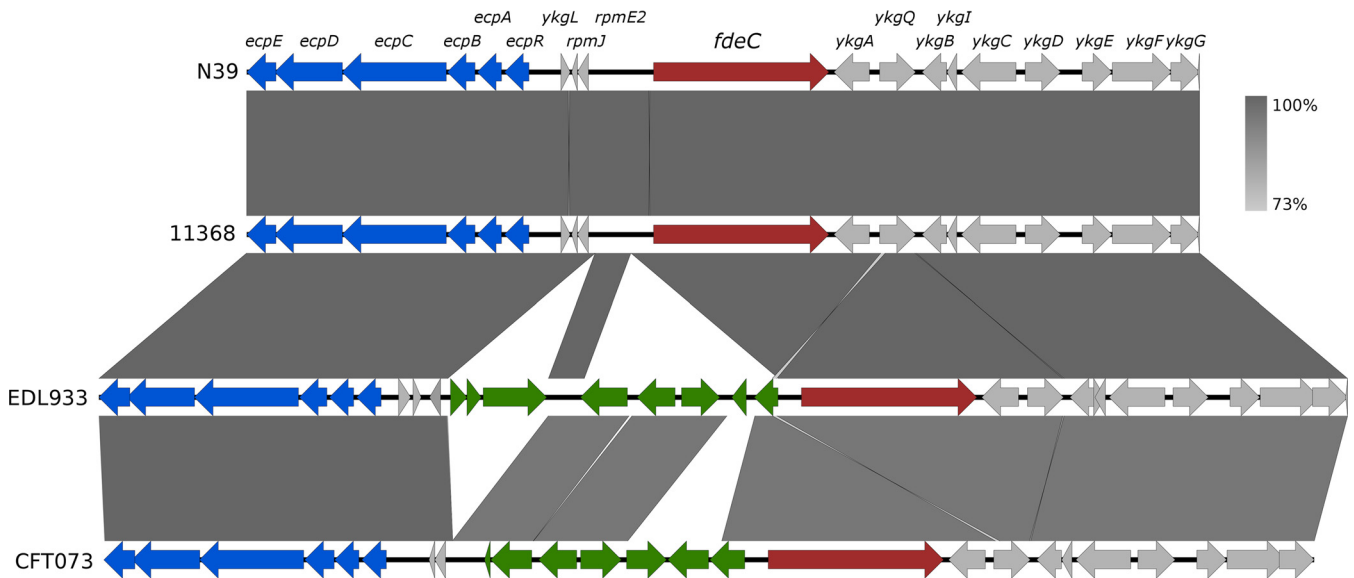 ecpA ykgL rpmE2 ykgQ ykgI
ecpE ecpD ecpC ecpB ecpR rpmJ fdeC ykgA ykgB ykgC ykgD ykgE ykgF ykgG
N39
100%
73%
11368
EDL933
CFT073